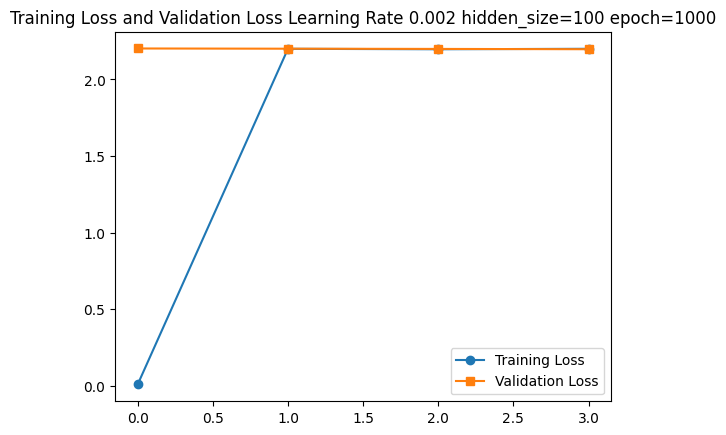 Training Loss and Validation Loss Learning Rate 0.002 hidden_size=100 epoch=1000
2.0
1.5
1.0
0.5
0.0
0.0 0.5 1.0 1.5 2.0 2.5 3.0
Training Loss
Validation Loss